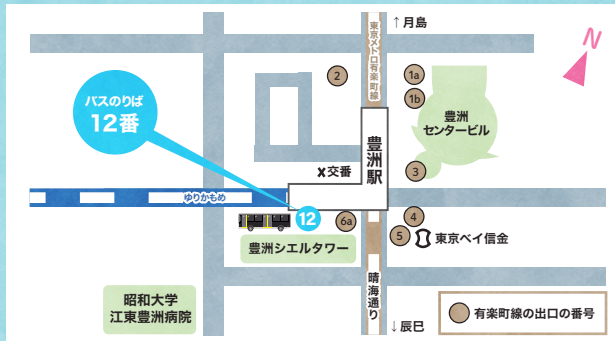 ↑月島
N
東京メトロ有楽町線
2
1a
1b
バスのりば
12番
豊洲
センタービル
豊洲駅
X交番
3
ゆりかもめ
12
6a
4
5
東京ベイ信金
豊洲シエルタワー
晴海通り
昭和大学
江東豊洲病院
有楽町線の出口の番号
↓辰巳